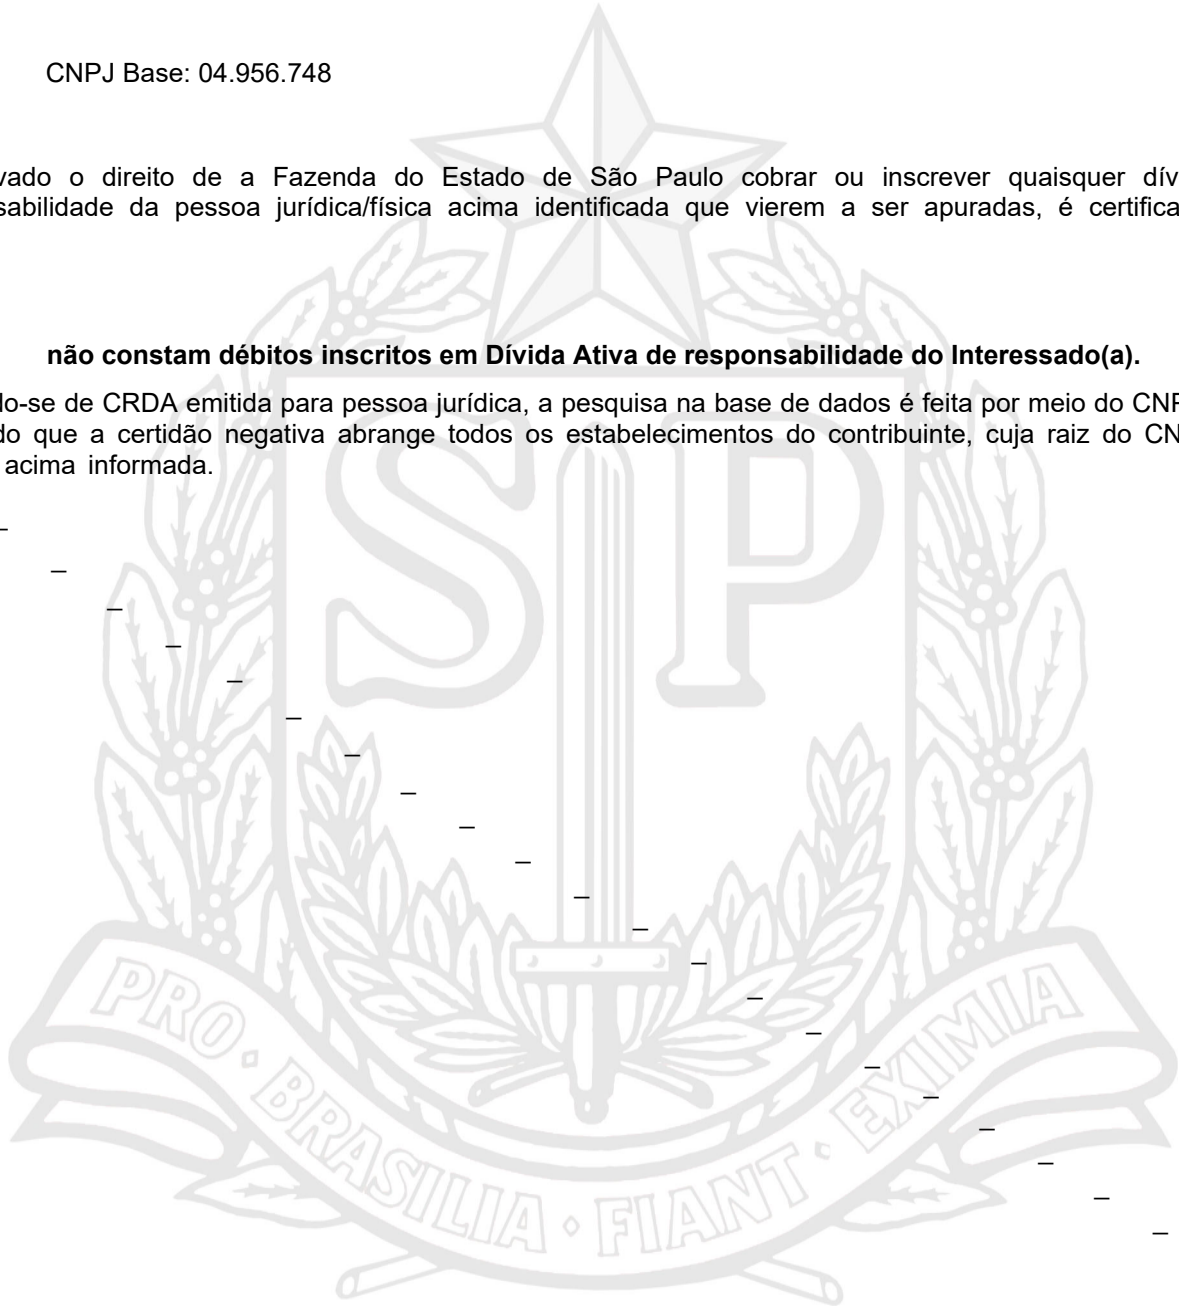 CNPJ Base: 04.956.748
vado o direito de a Fazenda do Estado de São Paulo cobrar ou inscrever quaisquer dív
sabilidade da pessoa jurídica/física acima identificada que vierem a ser apuradas, é certifica
não constam débitos inscritos em Dívida Ativa de responsabilidade do Interessado(a).
do-se de CRDA emitida para pessoa jurídica, a pesquisa na base de dados é feita por meio do CNP
do que a certidão negativa abrange todos os estabelecimentos do contribuinte, cuja raiz do CN
acima informada.
SP
PRO · BRASILIA · FIANT · EXIMIA